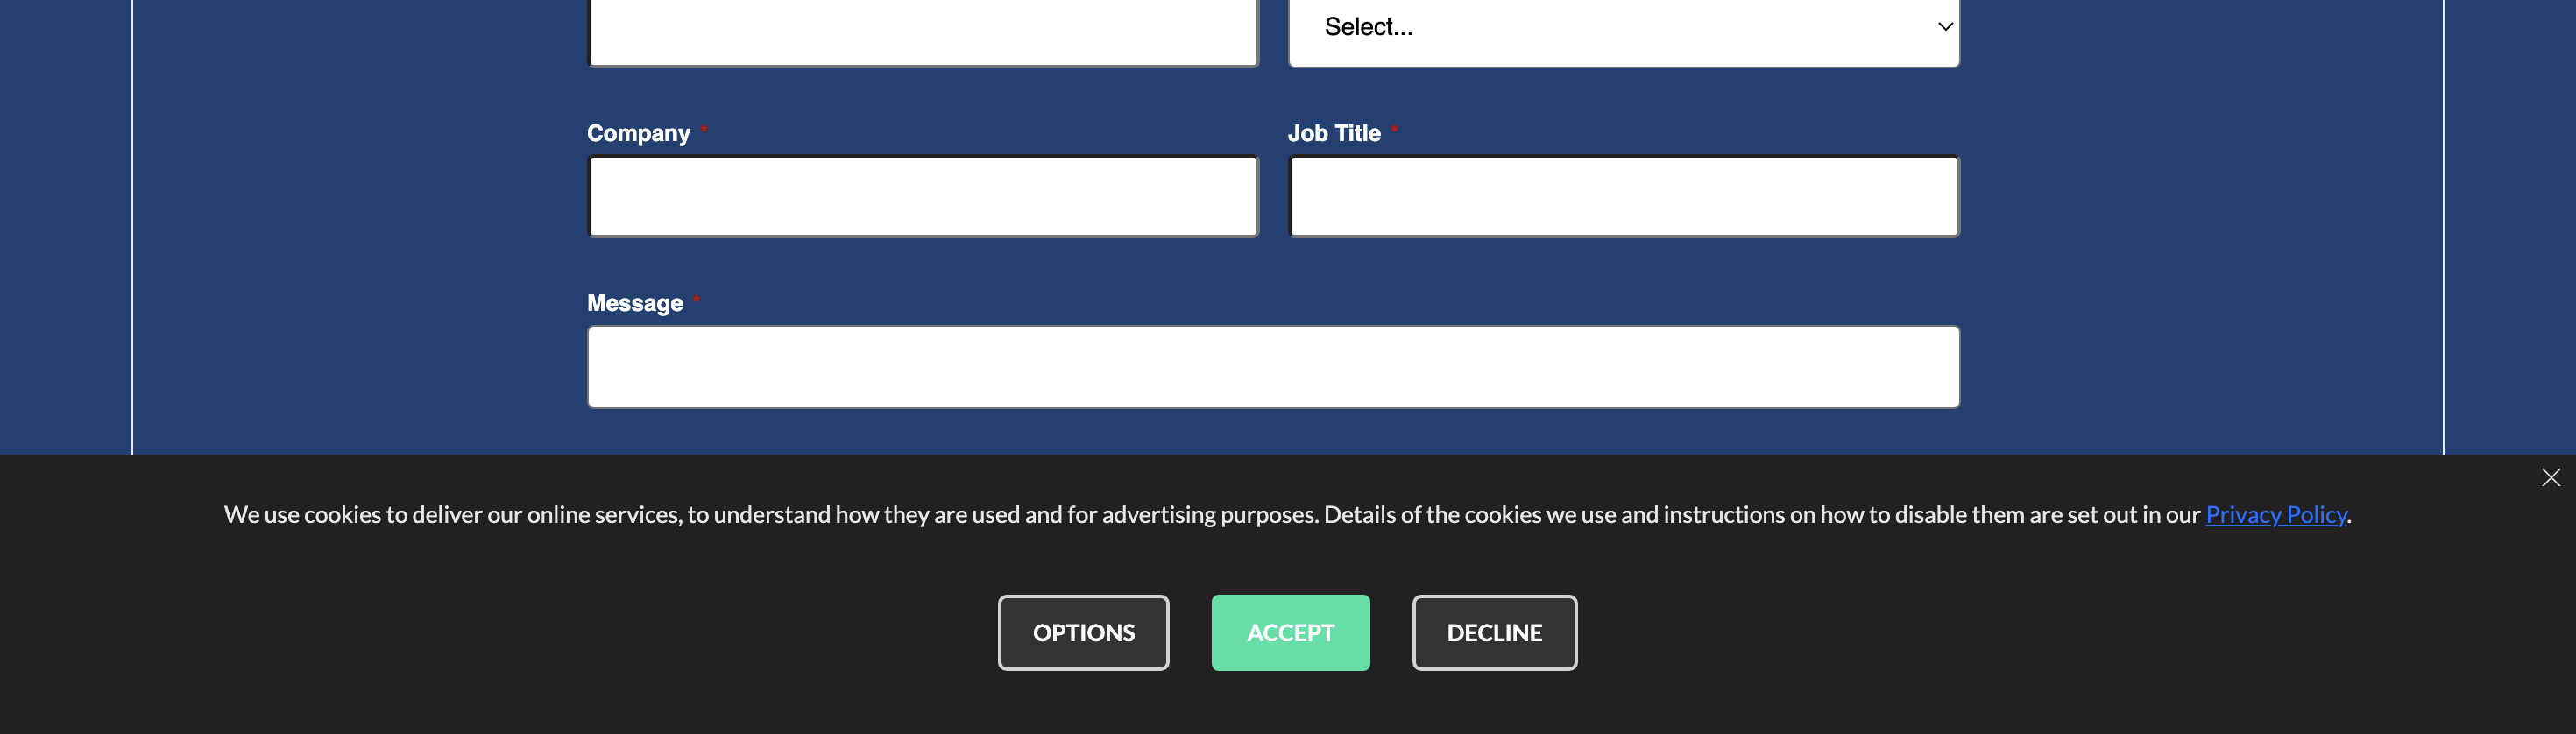 Select...
Company *
Job Title *
Message *
We use cookies to deliver our online services, to understand how they are used and for advertising purposes. Details of the cookies we use and instructions on how to disable them are set out in our Privacy Policy.
OPTIONS
ACCEPT
DECLINE